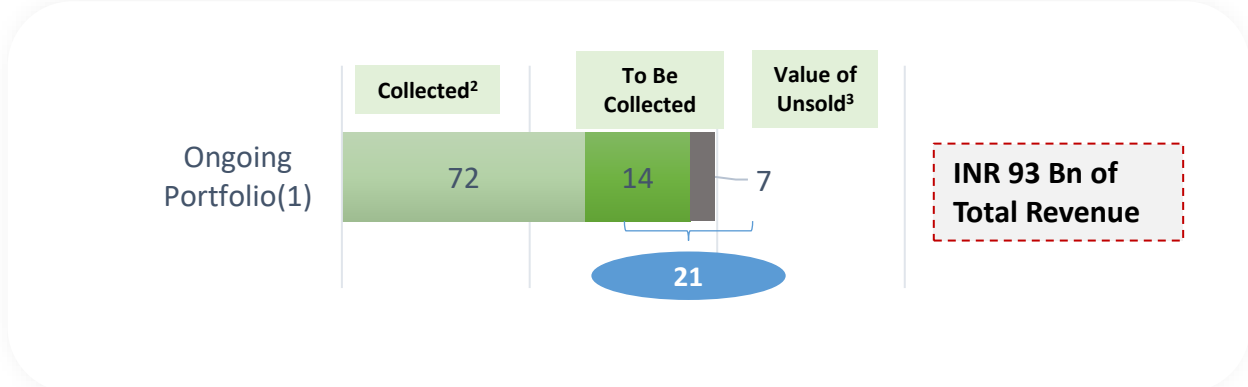 Collected²
To Be
Collected
Value of
Unsold³
Ongoing
Portfolio(1)
72
14
7
21
INR 93 Bn of
Total Revenue